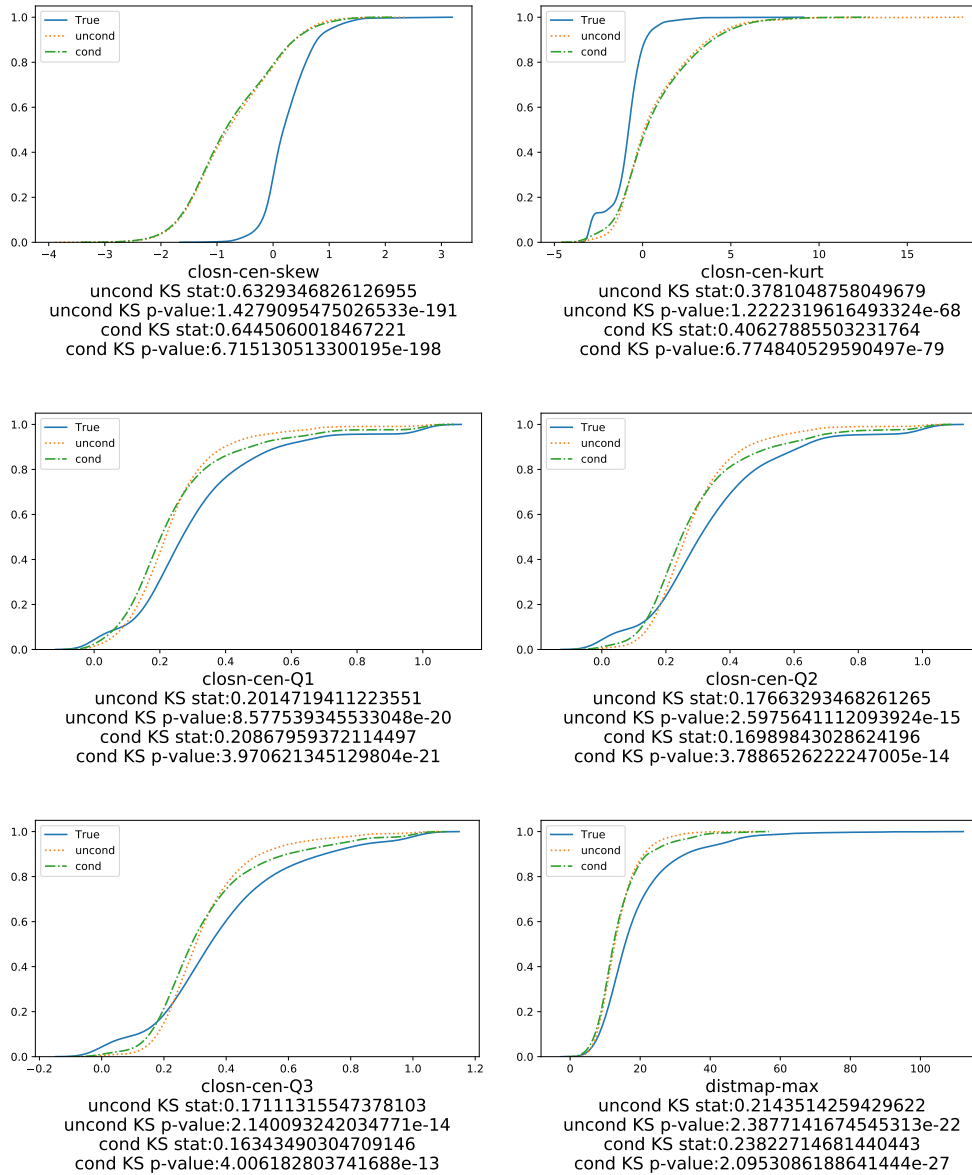 True
uncond
cond
1.0
0.8
0.6
0.4
0.2
0.0
−4 −3 −2 −1 0 1 2 3
closn-cen-skew
uncond KS stat:0.6329346826126955
uncond KS p-value:1.4279095475026533e-191
cond KS stat:0.6445060018467221
cond KS p-value:6.715130513300195e-198
True
uncond
cond
1.0
0.8
0.6
0.4
0.2
0.0
−5 0 5 10 15
closn-cen-kurt
uncond KS stat:0.3781048758049679
uncond KS p-value:1.2222319616493324e-68
cond KS stat:0.40627885503231764
cond KS p-value:6.774840529590497e-79
True
uncond
cond
1.0
0.8
0.6
0.4
0.2
0.0
0.0 0.2 0.4 0.6 0.8 1.0
closn-cen-Q1
uncond KS stat:0.2014719411223551
uncond KS p-value:8.577539345533048e-20
cond KS stat:0.20867959372114497
cond KS p-value:3.970621345129804e-21
True
uncond
cond
1.0
0.8
0.6
0.4
0.2
0.0
0.0 0.2 0.4 0.6 0.8 1.0
closn-cen-Q2
uncond KS stat:0.17663293468261265
uncond KS p-value:2.5975641112093924e-15
cond KS stat:0.16989843028624196
cond KS p-value:3.7886526222247005e-14
True
uncond
cond
1.0
0.8
0.6
0.4
0.2
0.0
−0.2 0.0 0.2 0.4 0.6 0.8 1.0 1.2
closn-cen-Q3
uncond KS stat:0.17111315547378103
uncond KS p-value:2.140093242034771e-14
cond KS stat:0.16343490304709146
cond KS p-value:4.006182803741688e-13
True
uncond
cond
1.0
0.8
0.6
0.4
0.2
0.0
0 20 40 60 80 100
distmap-max
uncond KS stat:0.2143514259429622
uncond KS p-value:2.3877141674545313e-22
cond KS stat:0.23822714681440443
cond KS p-value:2.0953086188641444e-27